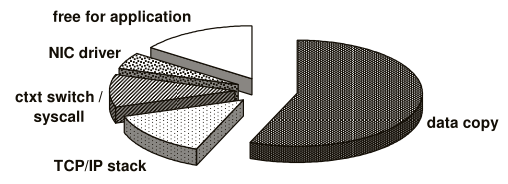 free for application
NIC driver
ctxt switch /
syscall
data copy
TCP/IP stack